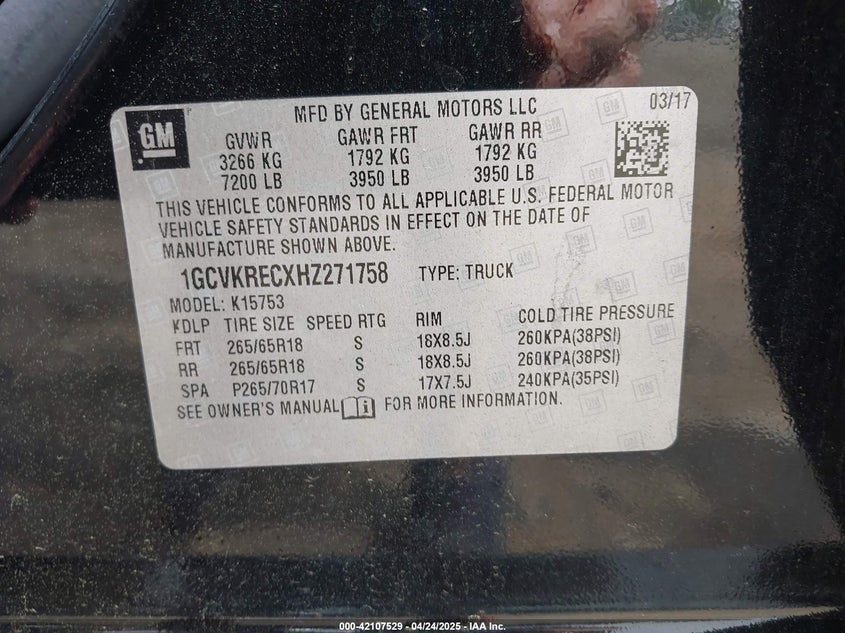 MFD BY GENERAL MOTORS LLC 03/17
GM
GVWR GAWR FRT GAWR RR
3266 KG 1792 KG 1792 KG
7200 LB 3950 LB 3950 LB
THIS VEHICLE CONFORMS TO ALL APPLICABLE U.S. FEDERAL MOTOR
VEHICLE SAFETY STANDARDS IN EFFECT ON THE DATE OF
MANUFACTURE SHOWN ABOVE.
1GCVKRECXHZ271758 TYPE: TRUCK
MODEL: K15753
KDLP TIRE SIZE SPEED RTG RIM COLD TIRE PRESSURE
FRT 265/65R18 S 18X8.5J 260KPA(38PSI)
RR 265/65R18 S 18X8.5J 260KPA(38PSI)
SPA P265/70R17 S 17X7.5J 240KPA(35PSI)
SEE OWNER'S MANUAL FOR MORE INFORMATION.
000-42107529 - 04/24/2025 - IAA Inc.